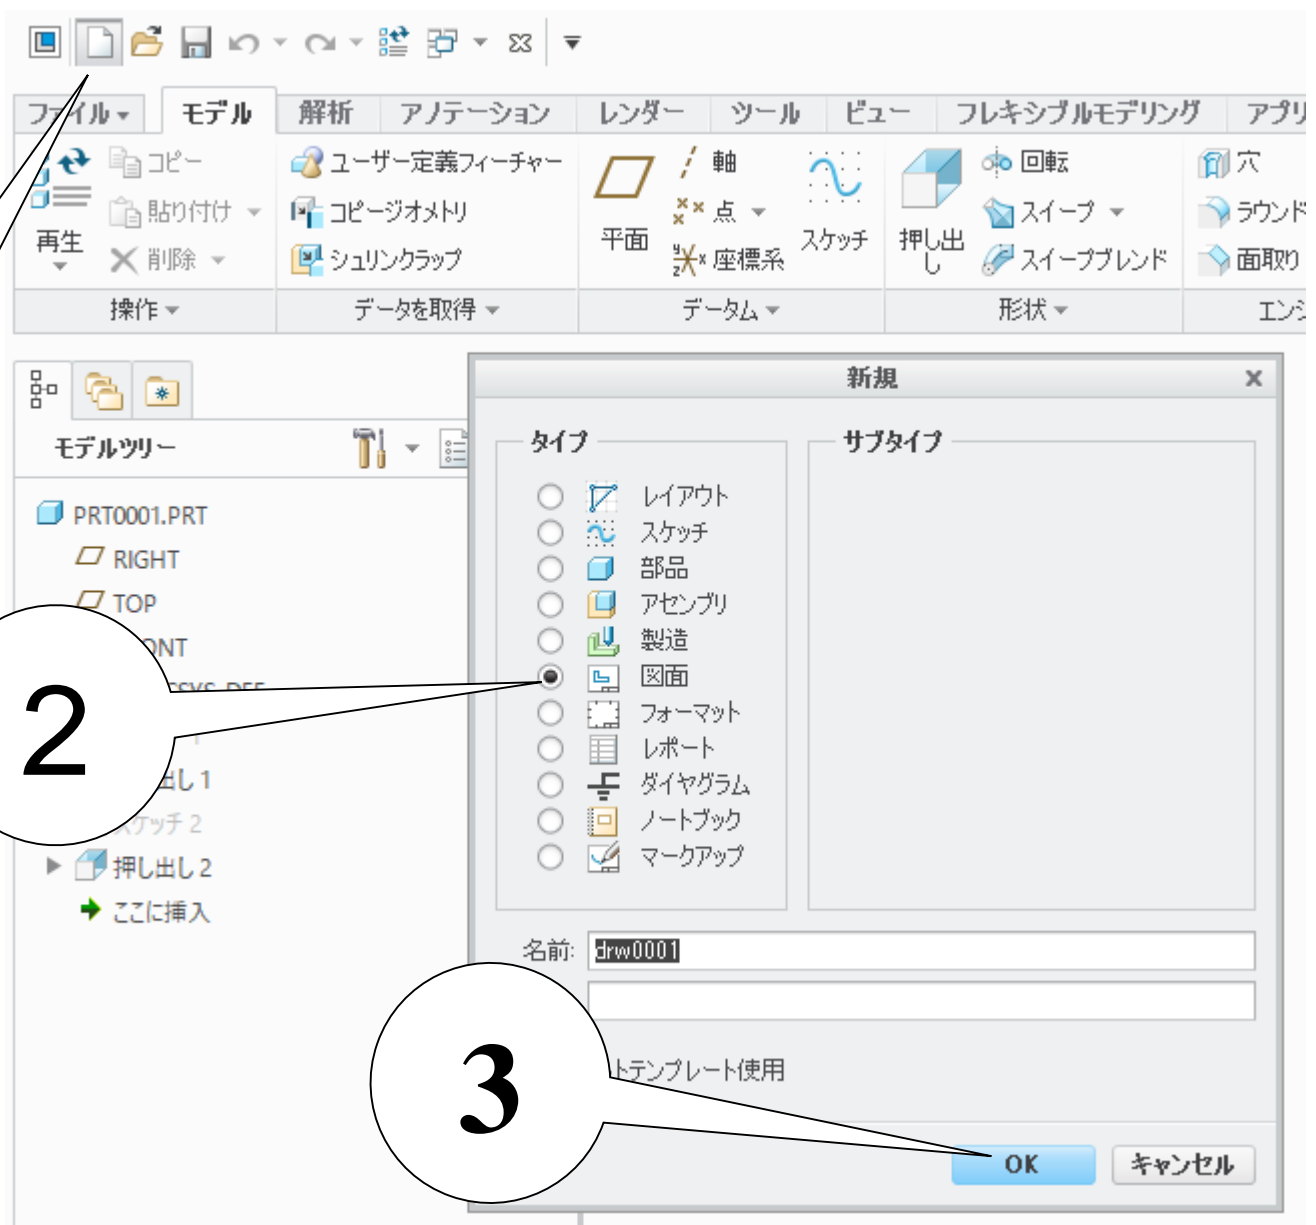 ファイル モデル 解析 アノテーション レンダー ツール ビュー フレキシブルモデリング アプリ
コピー
貼り付け
削除
再生
操作
ユーザー定義フィーチャー
コピージオメトリ
シュリンクラップ
データを取得
平面
軸
点
座標系
スケッチ
データム
押し出し
回転
スイープ
スイープブレンド
形状
穴
ラウンド
面取り
エンジ
モデルツリー
PRT0001.PRT
RIGHT
TOP
ONT
CSYS_DEF
出し 1
スケッチ 2
押し出し 2
ここに挿入
2
新規
タイプ
レイアウト
スケッチ
部品
アセンブリ
製造
図面
フォーマット
レポート
ダイヤグラム
ノートブック
マークアップ
サブタイプ
名前: drw0001
トテンプレート使用
3
OK キャンセル